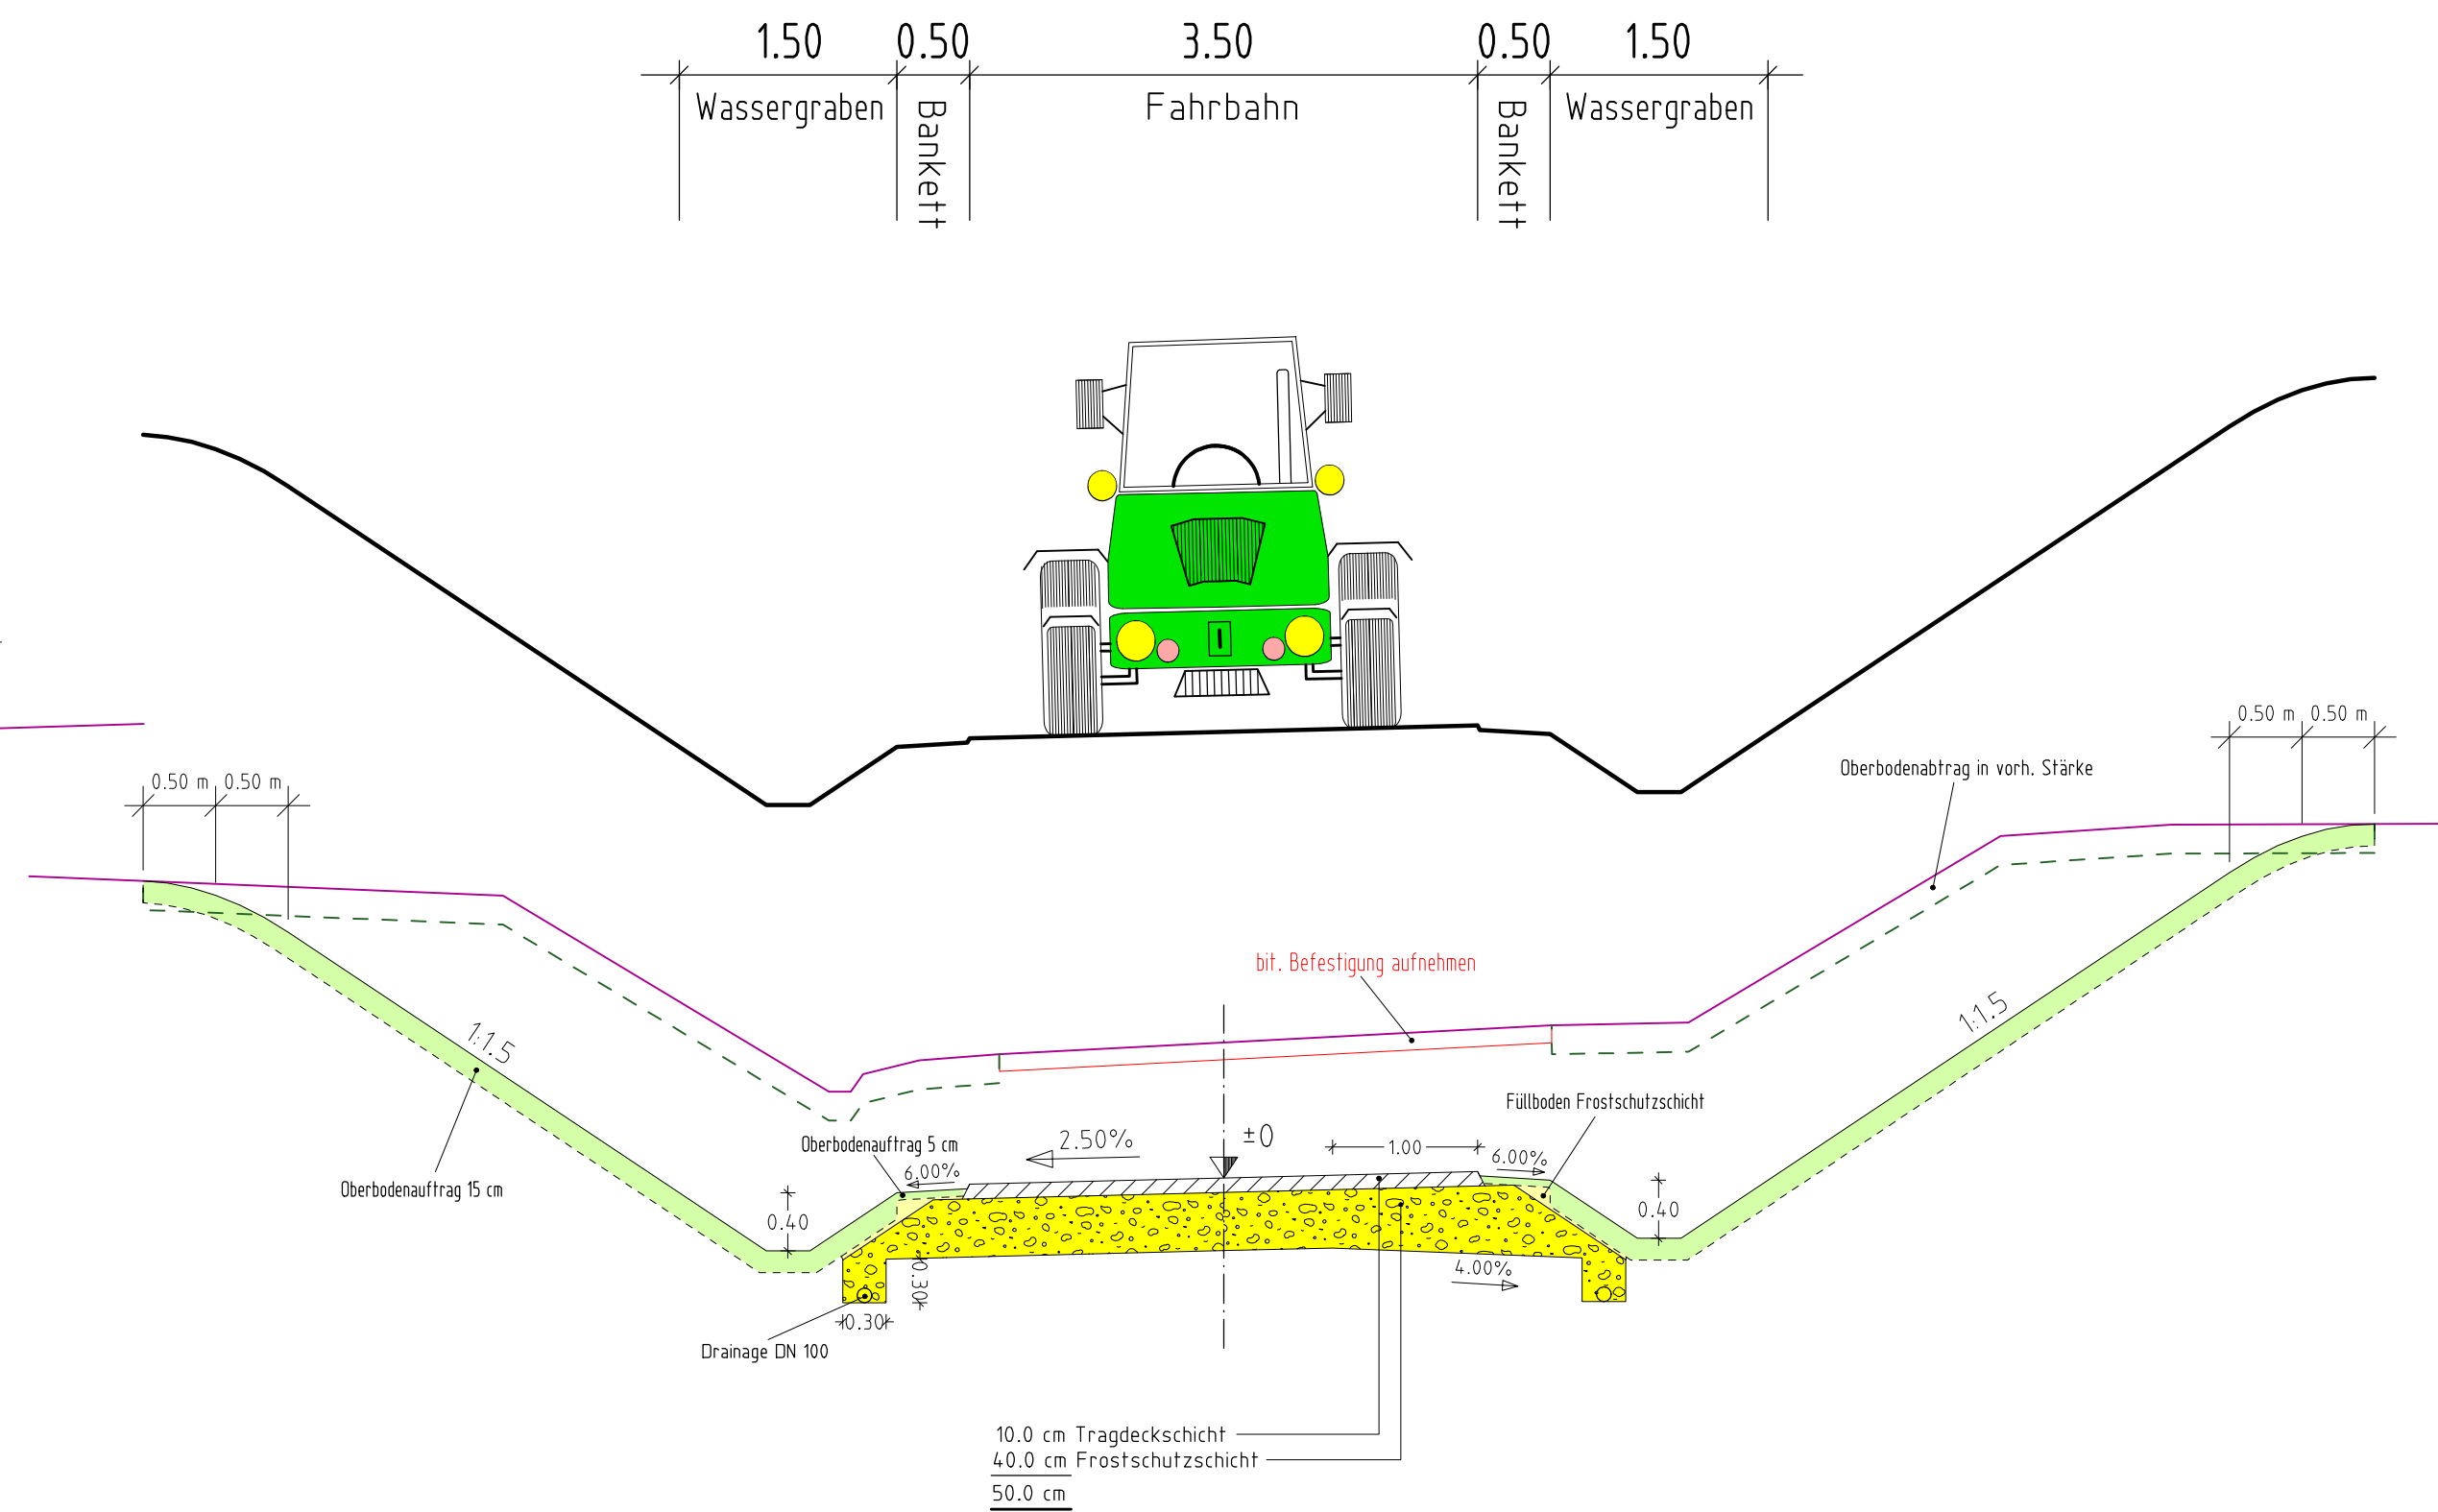 1.50 0.50 3.50 0.50 1.50
Wassergraben Bankett Fahrbahn Bankett Wassergraben
0.50 m 0.50 m
Oberbodenabtrag in vorh. Stärke
0.50 m 0.50 m
bit. Befestigung aufnehmen
1:1.5
1:1.5
Füllboden Frostschutzschicht
Oberbodenauftrag 5 cm
2.50%
±0
1.00
6.00%
6.00%
Oberbodenauftrag 15 cm
0.40
0.40
0.30
4.00%
0.30
Drainage DN 100
10.0 cm Tragdeckschicht
40.0 cm Frostschutzschicht
50.0 cm